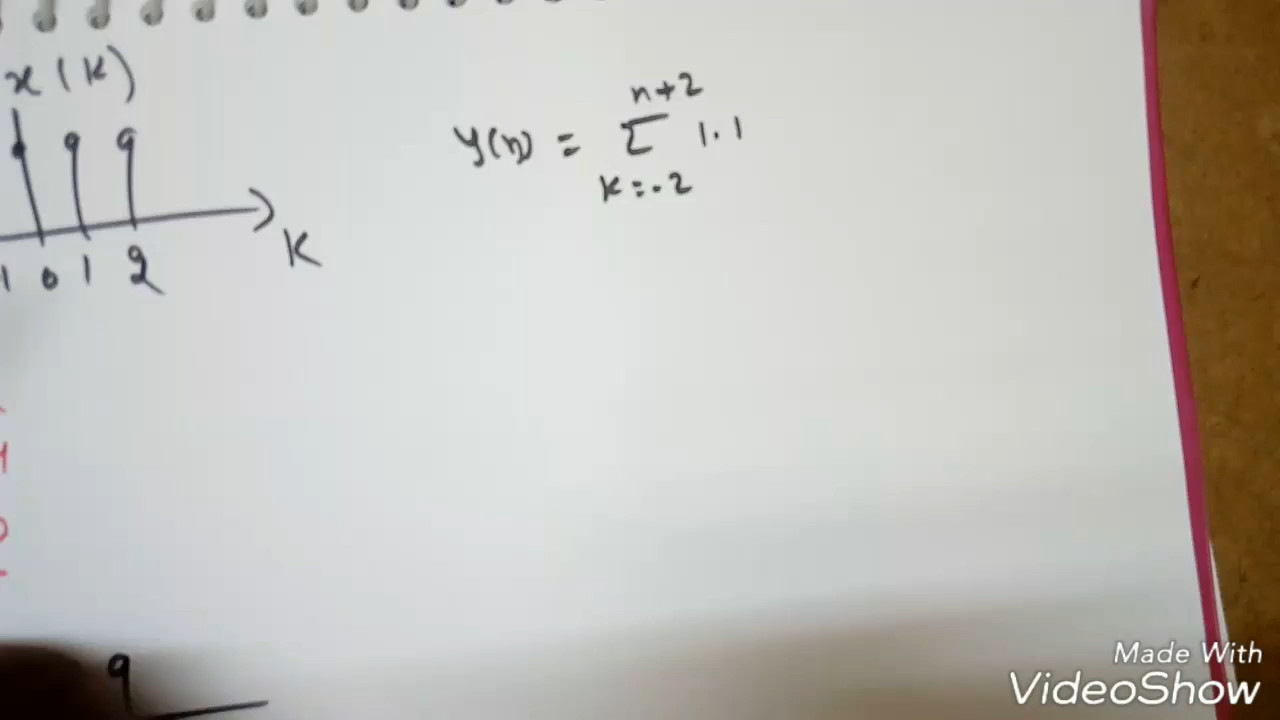 x(k)
n+2
y(n) = Σ 1.1
k=-2
1 0 1 2
K
Made With
VideoShow